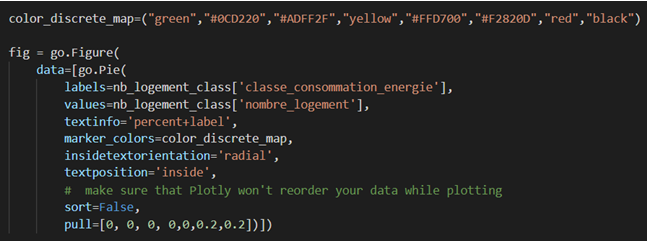 color_discrete_map=("green","#0CD220","#ADFF2F","yellow","#FFD700","#F2820D","red","black")
fig = go.Figure(
data=[go.Pie(
labels=nb_logement_class['classe_consommation_energie'],
values=nb_logement_class['nombre_logement'],
textinfo='percent+label',
marker_colors=color_discrete_map,
insidetextorientation='radial',
textposition='inside',
#  make sure that Plotly won't reorder your data while plotting
sort=False,
pull=[0, 0, 0, 0,0,0.2,0.2])])